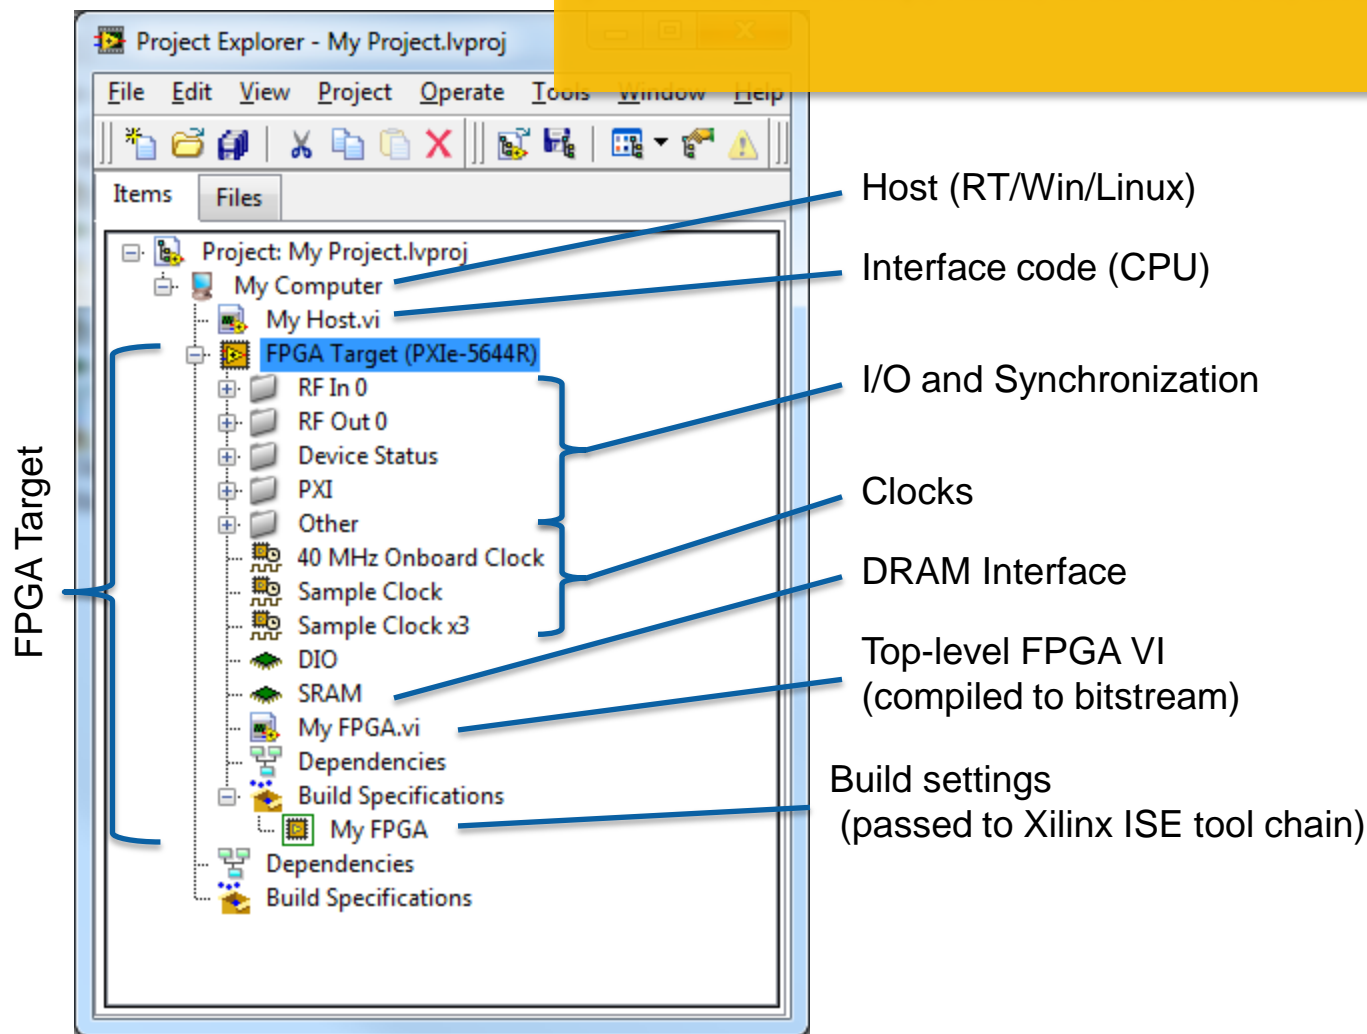 Project Explorer - My Project.lvproj
File Edit View Project Operate Tools Window Help
Items Files
Project: My Project.lvproj
My Computer
My Host.vi
FPGA Target (PXIe-5644R)
RF In 0
RF Out 0
Device Status
PXI
Other
40 MHz Onboard Clock
Sample Clock
Sample Clock x3
DIO
SRAM
My FPGA.vi
Dependencies
Build Specifications
My FPGA
Dependencies
Build Specifications
FPGA Target
Host (RT/Win/Linux)
Interface code (CPU)
I/O and Synchronization
Clocks
DRAM Interface
Top-level FPGA VI
(compiled to bitstream)
Build settings
(passed to Xilinx ISE tool chain)